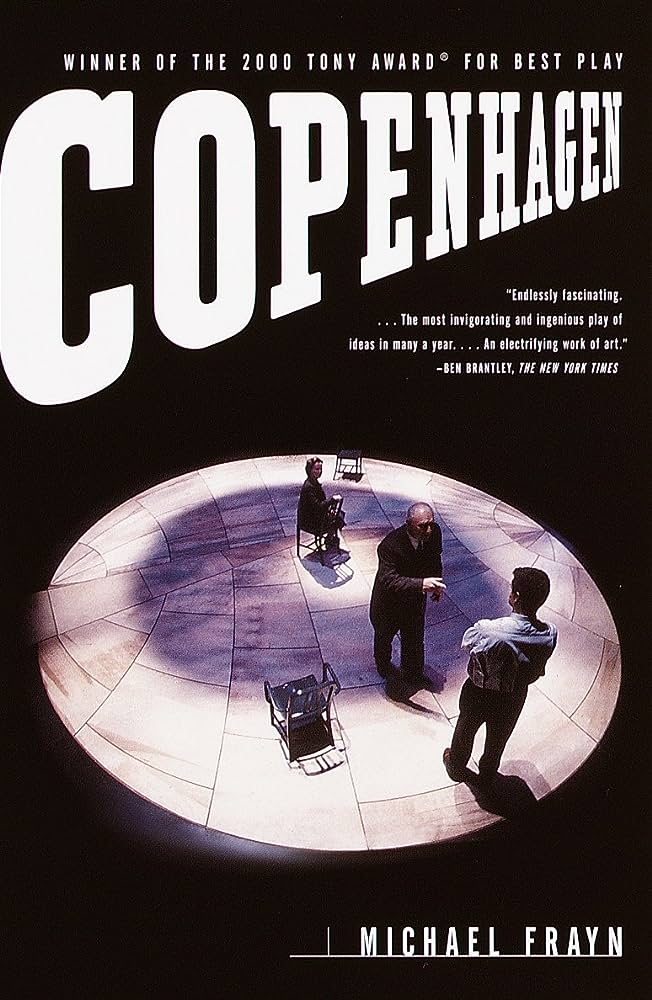 WINNER OF THE 2000 TONY AWARD® FOR BEST PLAY
COPENHAGEN
"Endlessly fascinating.
. . . The most invigorating and ingenious play of
ideas in many a year. . . . An electrifying work of art."
–BEN BRANTLEY, THE NEW YORK TIMES
MICHAEL FRAYN